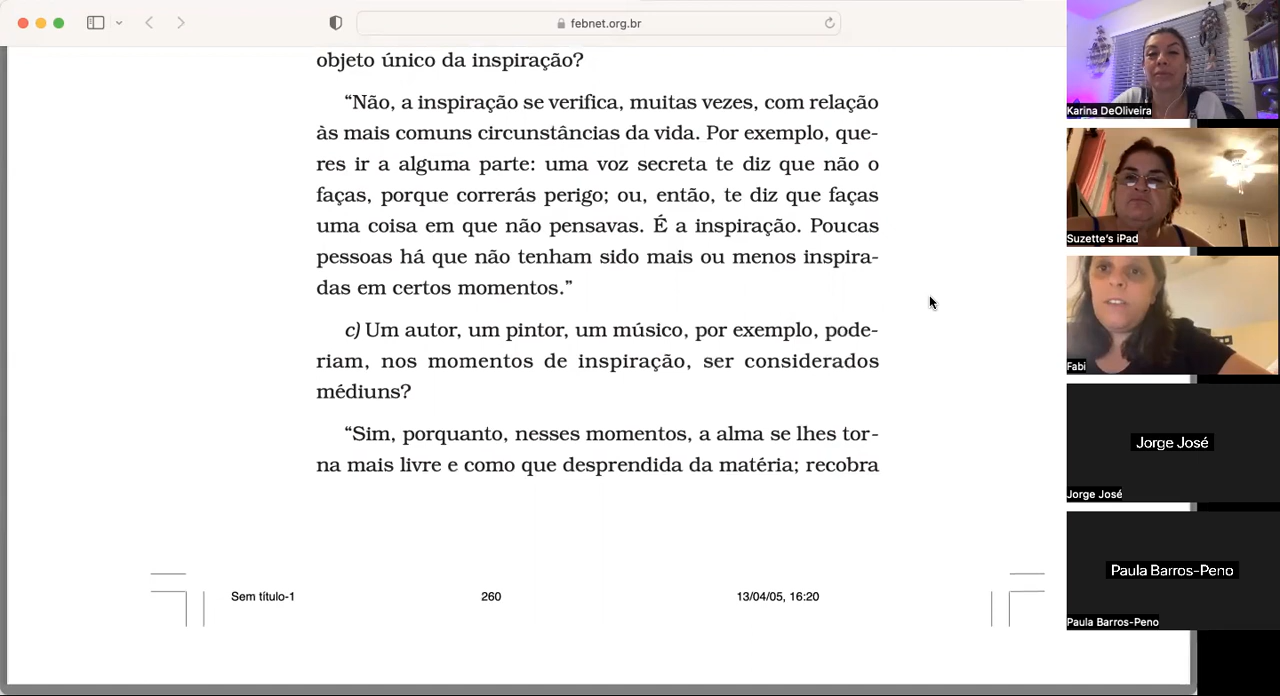 febnet.org.br
objeto único da inspiração?
“Não, a inspiração se verifica, muitas vezes, com relação
às mais comuns circunstâncias da vida. Por exemplo, que-
res ir a alguma parte: uma voz secreta te diz que não o
faças, porque correrás perigo; ou, então, te diz que faças
uma coisa em que não pensavas. É a inspiração. Poucas
pessoas há que não tenham sido mais ou menos inspira-
das em certos momentos.”
c) Um autor, um pintor, um músico, por exemplo, pode-
riam, nos momentos de inspiração, ser considerados
médiuns?
“Sim, porquanto, nesses momentos, a alma se lhes tor-
na mais livre e como que desprendida da matéria; recobra
Sem título-1 260 13/04/05, 16:20
Karina DeOliveira
Suzette's iPad
Fabi
Jorge José
Jorge José
Paula Barros-Peno
Paula Barros-Peno